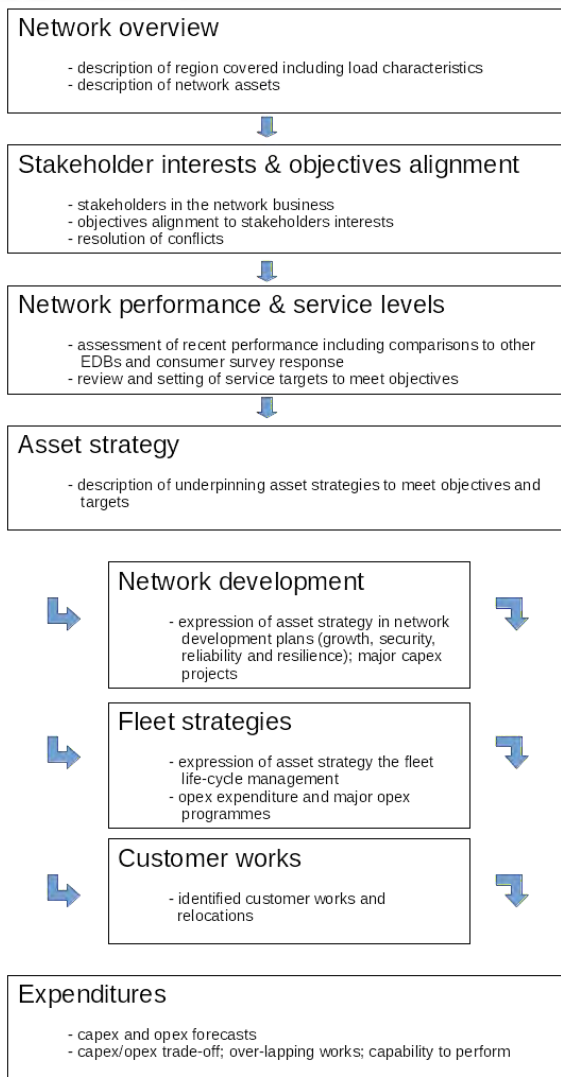 Network overview
- description of region covered including load characteristics
- description of network assets
Stakeholder interests & objectives alignment
- stakeholders in the network business
- objectives alignment to stakeholders interests
- resolution of conflicts
Network performance & service levels
- assessment of recent performance including comparisons to other
EDBs and consumer survey response
- review and setting of service targets to meet objectives
Asset strategy
- description of underpinning asset strategies to meet objectives and
targets
Network development
- expression of asset strategy in network
development plans (growth, security,
reliability and resilience); major capex
projects
Fleet strategies
- expression of asset strategy the fleet
life-cycle management
- opex expenditure and major opex
programmes
Customer works
- identified customer works and
relocations
Expenditures
- capex and opex forecasts
- capex/opex trade-off; over-lapping works; capability to perform